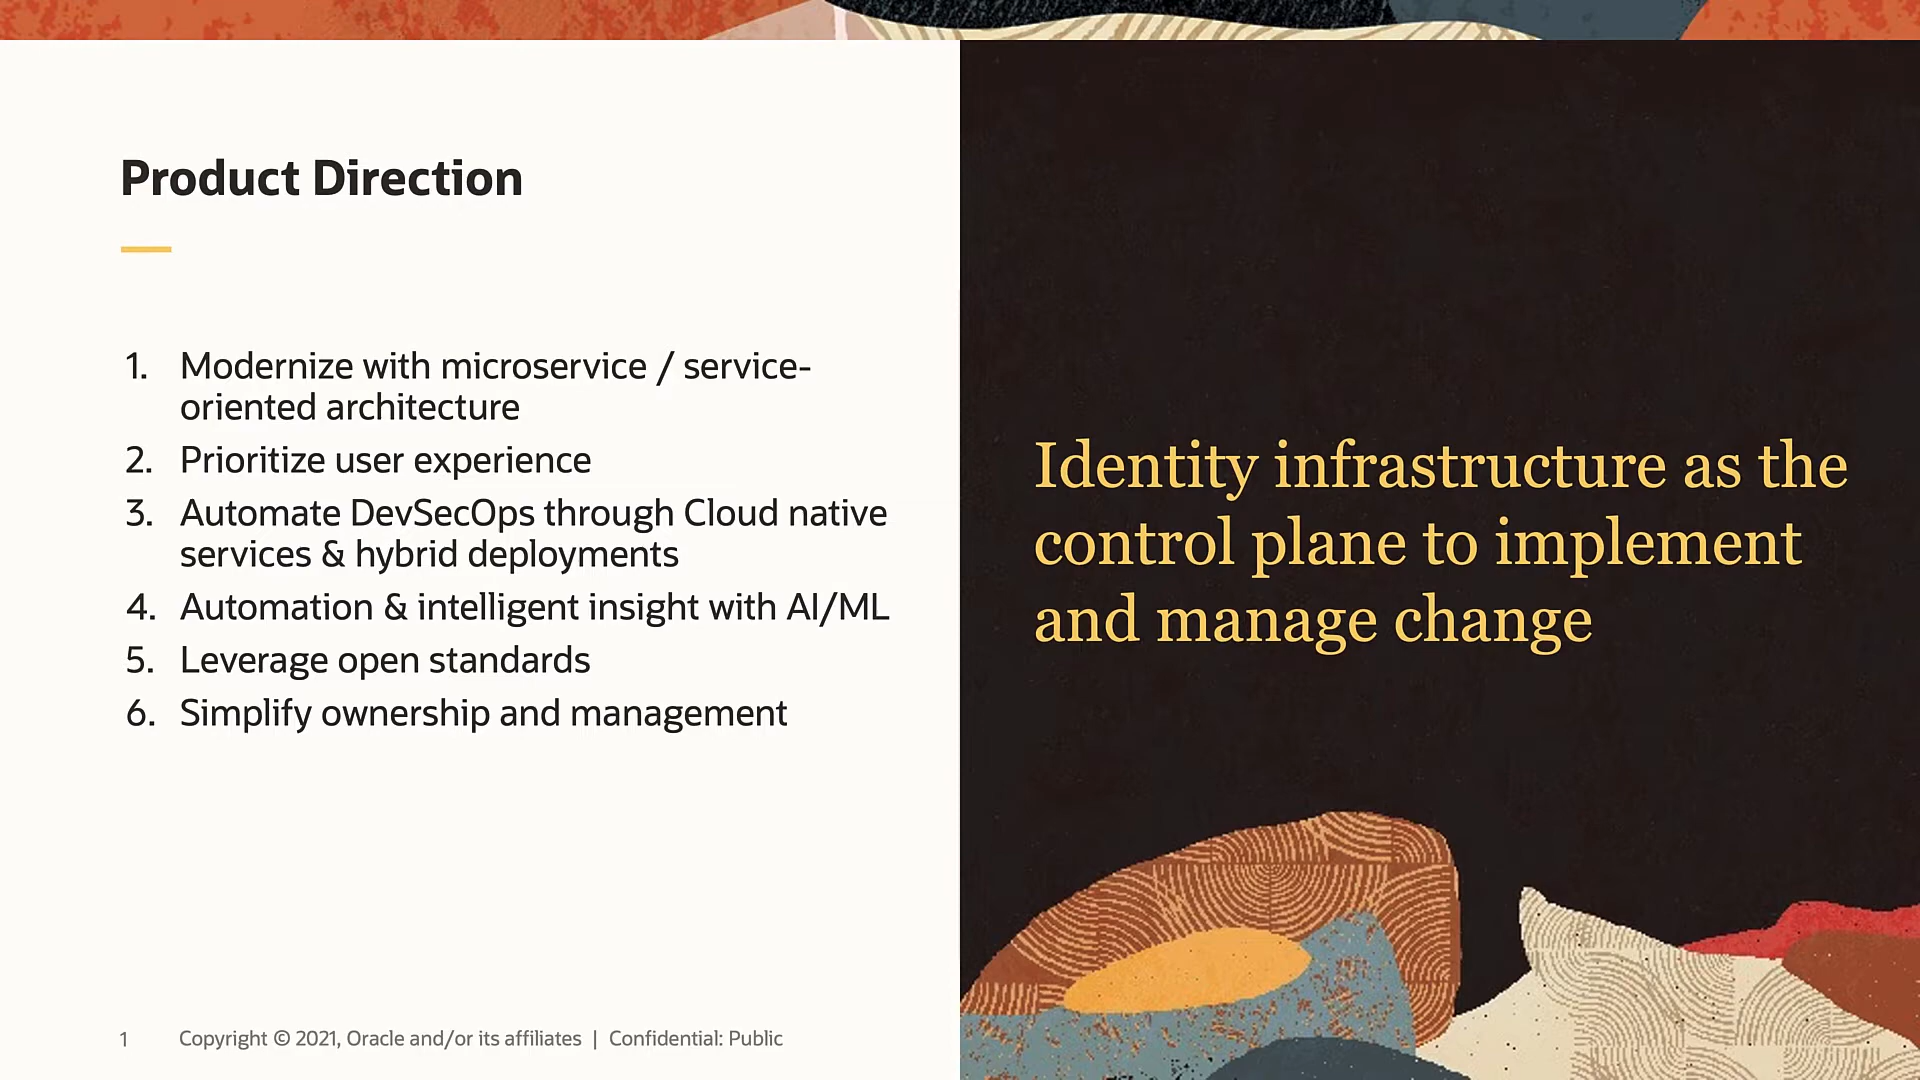 Product Direction
1. Modernize with microservice / service-
oriented architecture
2. Prioritize user experience
3. Automate DevSecOps through Cloud native
services & hybrid deployments
4. Automation & intelligent insight with AI/ML
5. Leverage open standards
6. Simplify ownership and management
Identity infrastructure as the
control plane to implement
and manage change
1 Copyright © 2021, Oracle and/or its affiliates | Confidential: Public